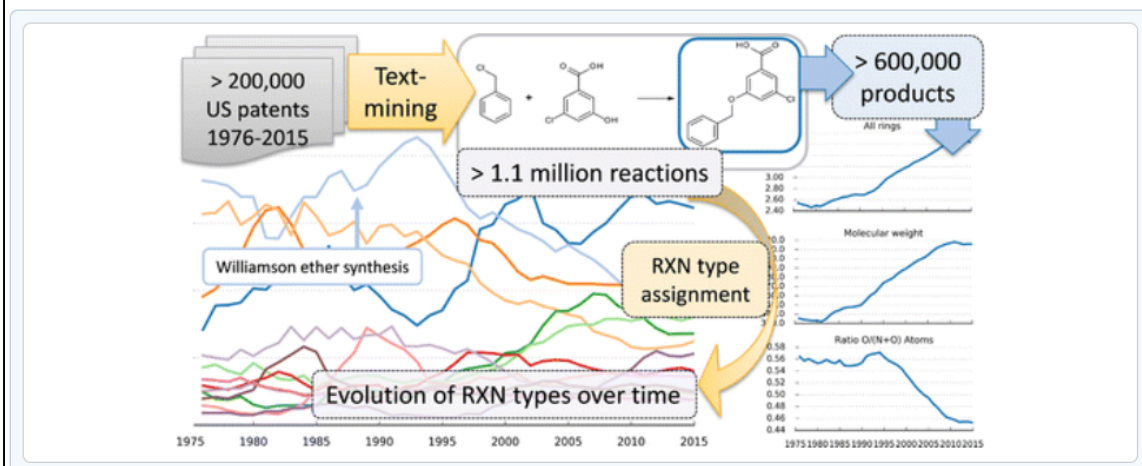 > 200,000
US patents
1976-2015
Text-
mining
Cl
+
O
OH
Cl
OH
HO
O
O
Cl
> 600,000
products
> 1.1 million reactions
Williamson ether synthesis
RXN type
assignment
Evolution of RXN types over time
1975 1980 1985 1990 1995 2000 2005 2010 2015
All rings
3.00
2.80
2.60
2.40
Molecular weight
Ratio O/(N+O) Atoms
0.58
0.56
0.54
0.52
0.50
0.48
0.46
0.44
1975 1980 1985 1990 1995 2000 2005 2010 2015